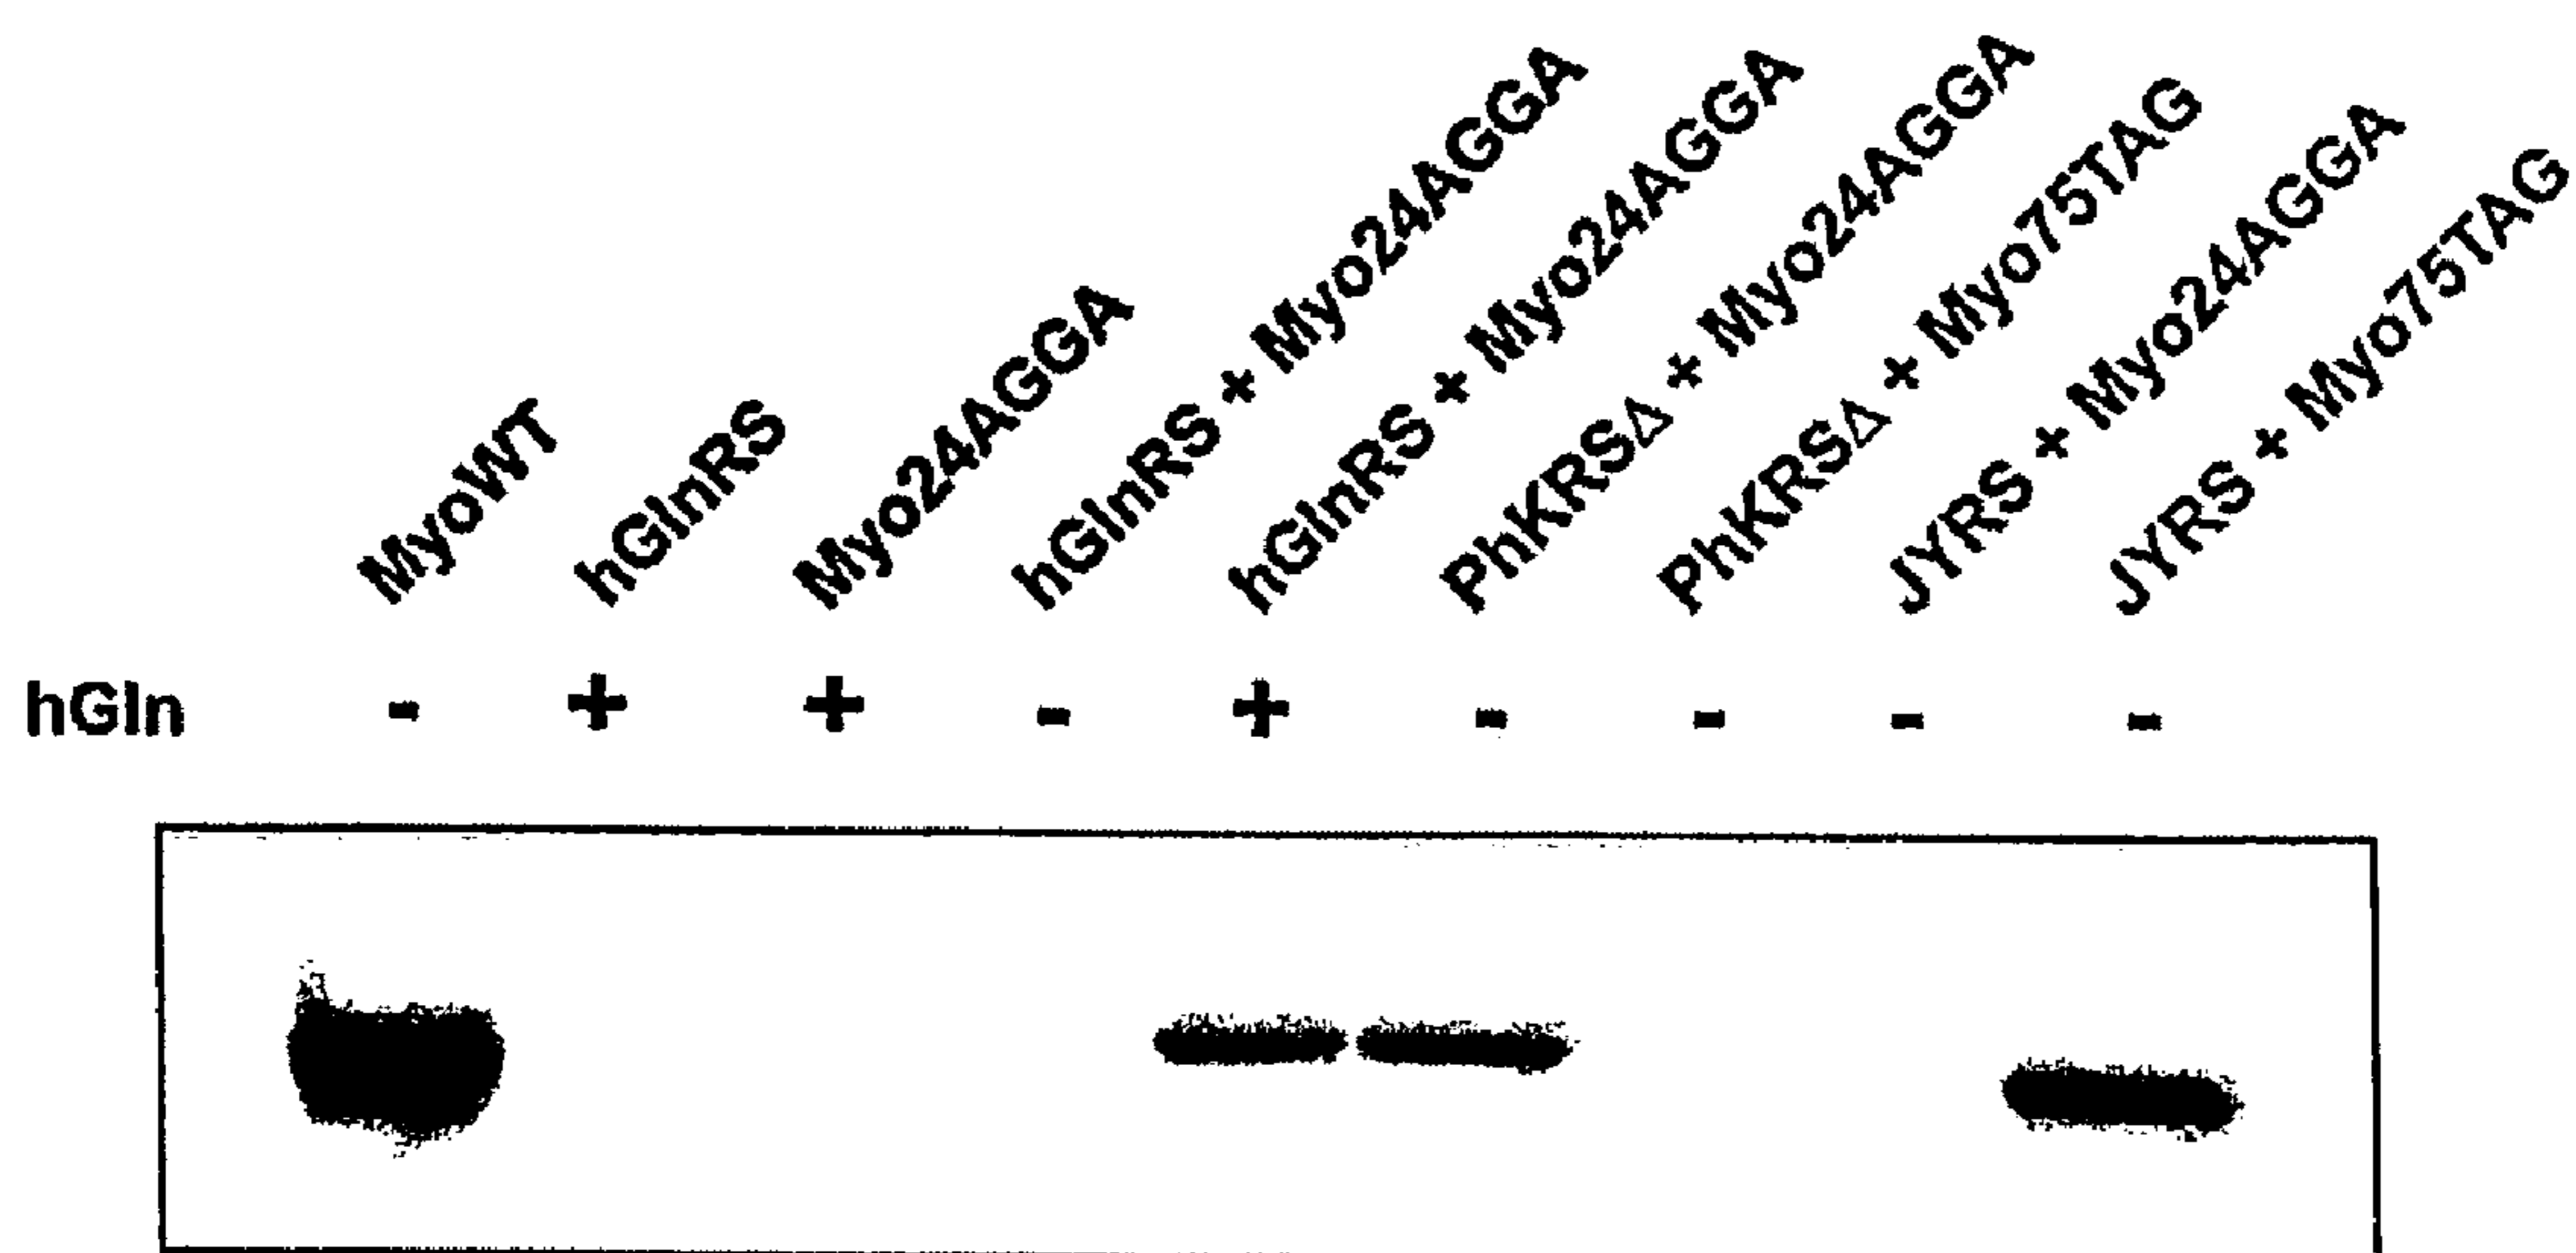 MyoWT
hGlnRS
Myo24AGGA
hGlnRS + Myo24AGGA
hGlnRS + Myo24AGGA
PhKRSΔ + Myo24AGGA
PhKRSΔ + Myo75TAG
JYRS + Myo24AGGA
JYRS + Myo75TAG
hGln - + + - + - - - -